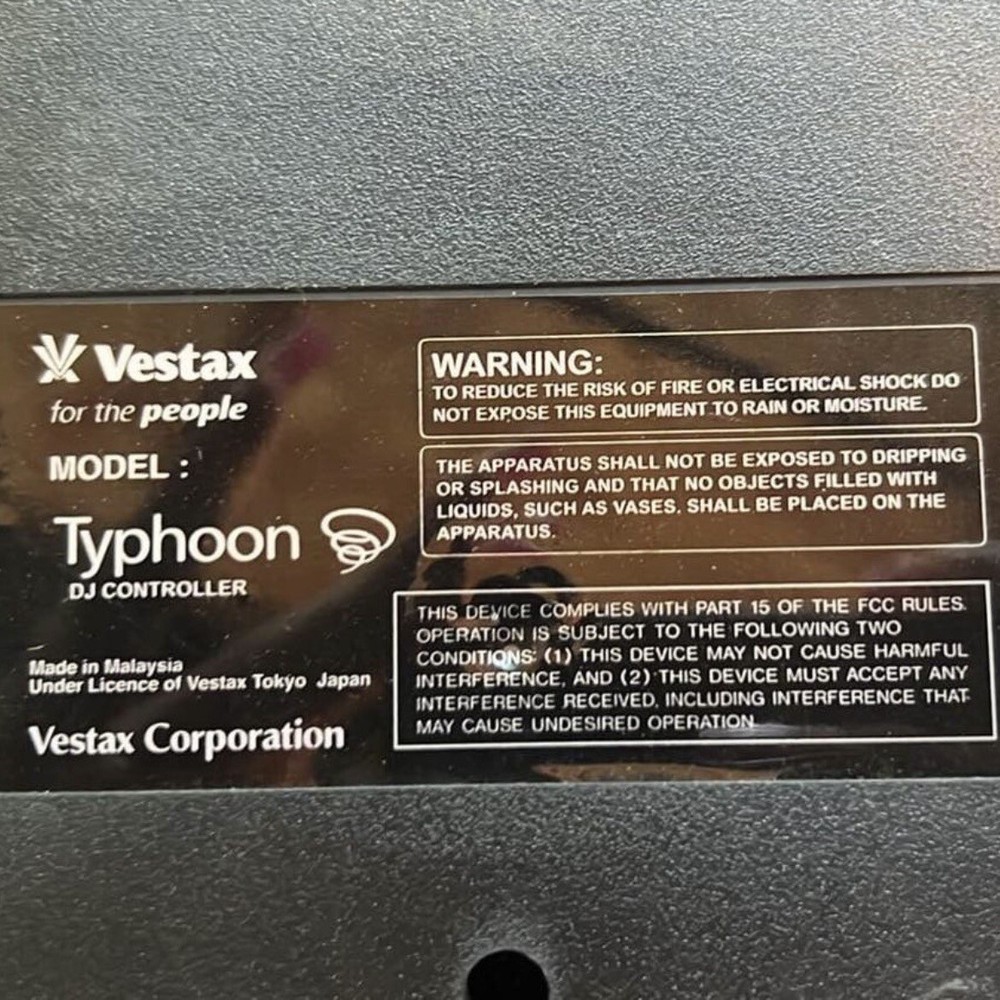 Vestax
for the people
MODEL :
Typhoon
DJ CONTROLLER
Made in Malaysia
Under Licence of Vestax Tokyo Japan
Vestax Corporation
WARNING:
TO REDUCE THE RISK OF FIRE OR ELECTRICAL SHOCK DO
NOT EXPOSE THIS EQUIPMENT TO RAIN OR MOISTURE.
THE APPARATUS SHALL NOT BE EXPOSED TO DRIPPING
OR SPLASHING AND THAT NO OBJECTS FILLED WITH
LIQUIDS, SUCH AS VASES. SHALL BE PLACED ON THE
APPARATUS.
THIS DEVICE COMPLIES WITH PART 15 OF THE FCC RULES.
OPERATION IS SUBJECT TO THE FOLLOWING TWO
CONDITIONS: (1) THIS DEVICE MAY NOT CAUSE HARMFUL
INTERFERENCE, AND (2) THIS DEVICE MUST ACCEPT ANY
INTERFERENCE RECEIVED, INCLUDING INTERFERENCE THAT
MAY CAUSE UNDESIRED OPERATION